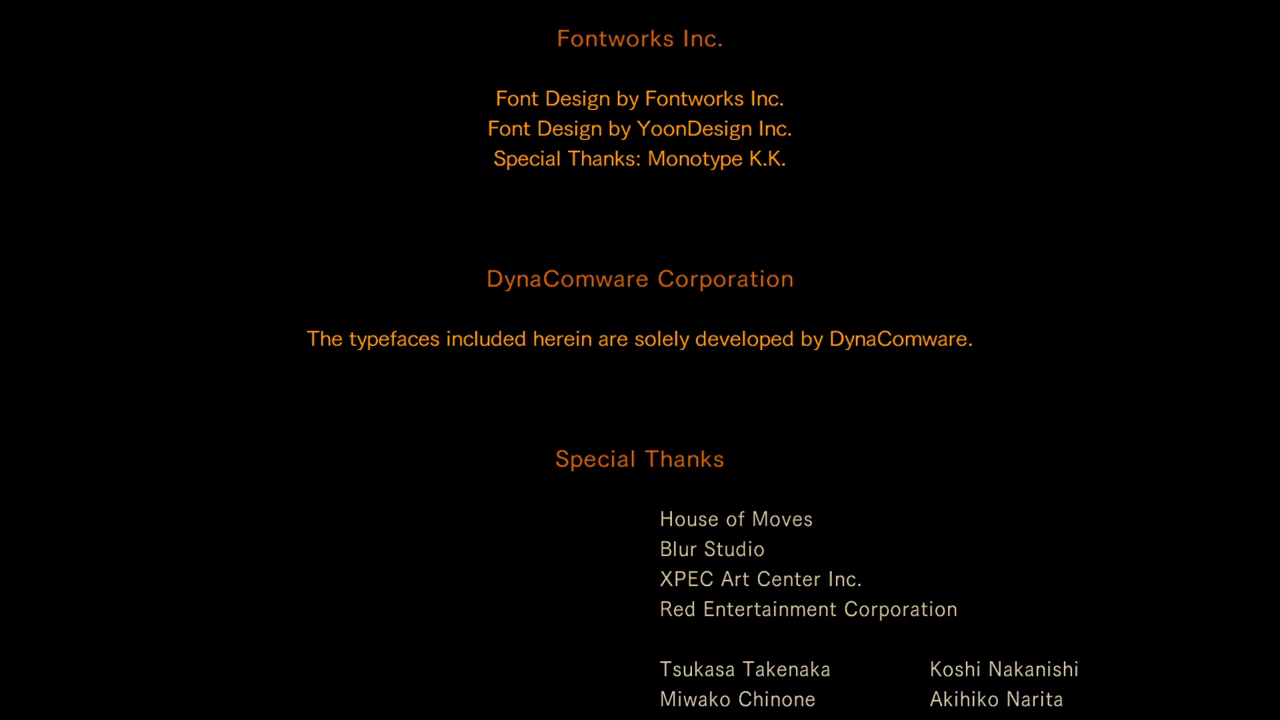 Fontworks Inc.
Font Design by Fontworks Inc.
Font Design by YoonDesign Inc.
Special Thanks: Monotype K.K.
DynaComware Corporation
The typefaces included herein are solely developed by DynaComware.
Special Thanks
House of Moves
Blur Studio
XPEC Art Center Inc.
Red Entertainment Corporation
Tsukasa Takenaka Koshi Nakanishi
Miwako Chinone Akihiko Narita